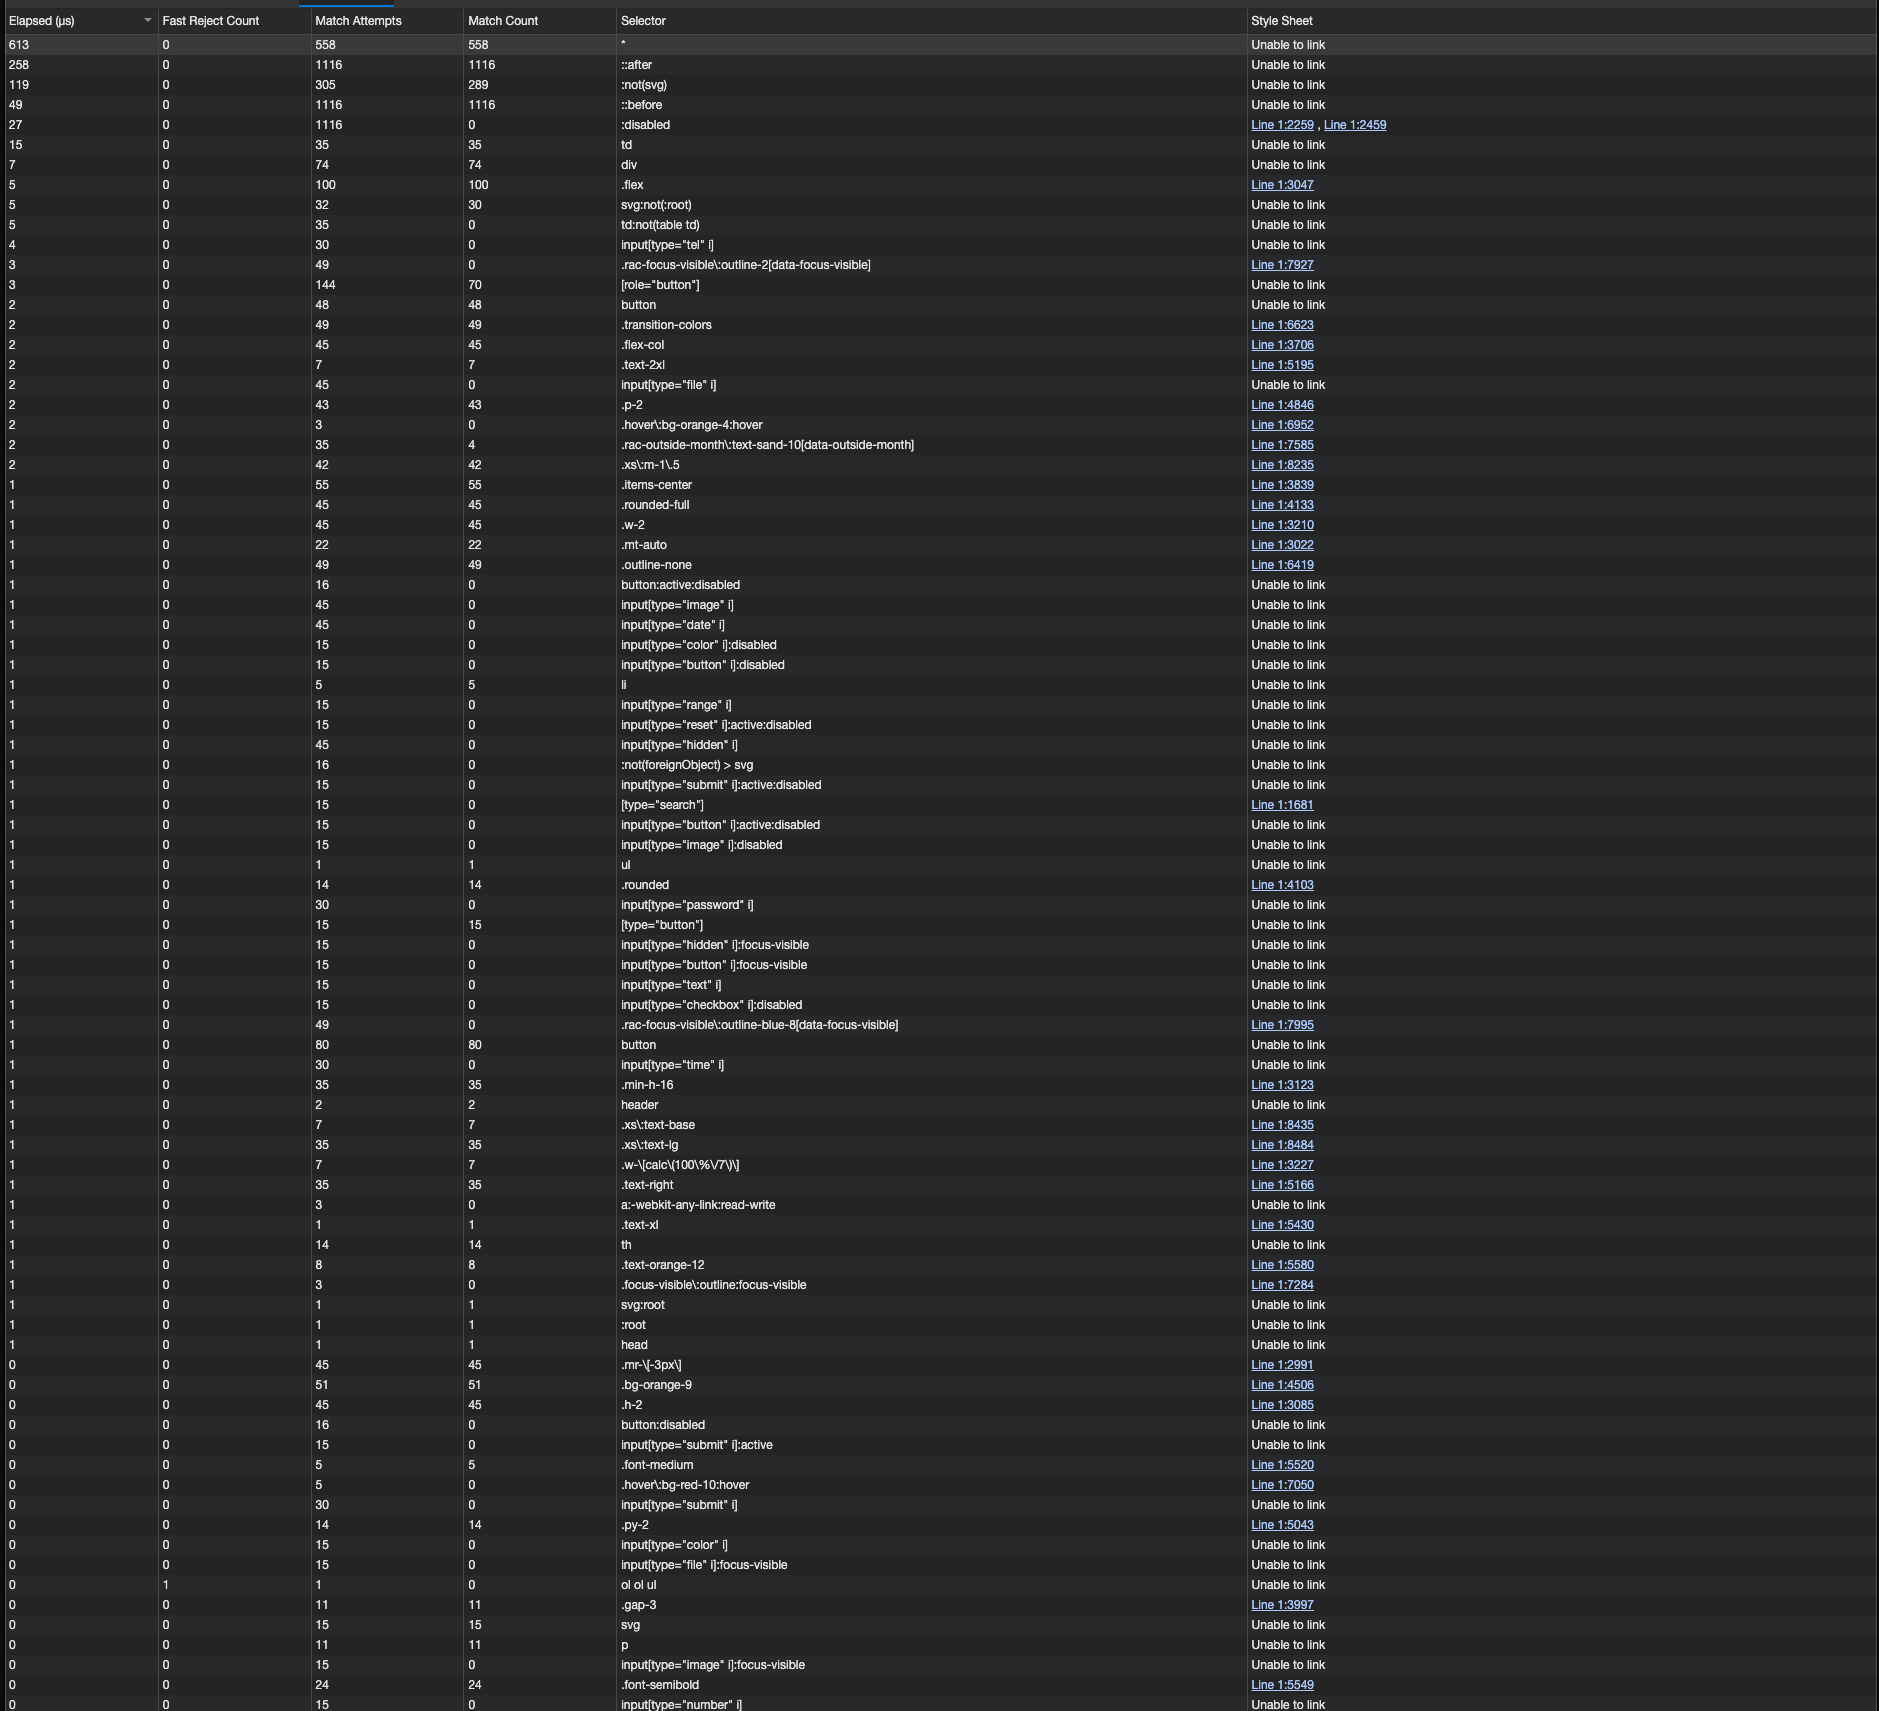 Elapsed (μs) Fast Reject Count Match Attempts Match Count Selector Style Sheet
613 0 558 558 * Unable to link
258 0 1116 1116 ::after Unable to link
119 0 305 289 :not(svg) Unable to link
49 0 1116 1116 ::before Unable to link
27 0 1116 0 :disabled Line 1:2259 , Line 1:2459
15 0 35 35 td Unable to link
7 0 74 74 div Unable to link
5 0 100 100 .flex Line 1:3047
5 0 32 30 svg:not(:root) Unable to link
5 0 35 0 td:not(table td) Unable to link
4 0 30 0 input[type="tel" i] Unable to link
3 0 49 0 .rac-focus-visible\:outline-2[data-focus-visible] Line 1:7927
3 0 144 70 [role="button"] Unable to link
2 0 48 48 button Unable to link
2 0 49 49 .transition-colors Line 1:6623
2 0 45 45 .flex-col Line 1:3706
2 0 7 7 .text-2xl Line 1:5195
2 0 45 0 input[type="file" i] Unable to link
2 0 43 43 .p-2 Line 1:4846
2 0 3 0 .hover\:bg-orange-4:hover Line 1:6952
2 0 35 4 .rac-outside-month\:text-sand-10[data-outside-month] Line 1:7585
2 0 42 42 .xs\:m-1\.5 Line 1:8235
1 0 55 55 .items-center Line 1:3839
1 0 45 45 .rounded-full Line 1:4133
1 0 45 45 .w-2 Line 1:3210
1 0 22 22 .mt-auto Line 1:3022
1 0 49 49 .outline-none Line 1:6419
1 0 16 0 button:active:disabled Unable to link
1 0 45 0 input[type="image" i] Unable to link
1 0 45 0 input[type="date" i] Unable to link
1 0 15 0 input[type="color" i]:disabled Unable to link
1 0 15 0 input[type="button" i]:disabled Unable to link
1 0 5 5 li Unable to link
1 0 15 0 input[type="range" i] Unable to link
1 0 15 0 input[type="reset" i]:active:disabled Unable to link
1 0 45 0 input[type="hidden" i] Unable to link
1 0 16 0 :not(foreignObject) > svg Unable to link
1 0 15 0 input[type="submit" i]:active:disabled Unable to link
1 0 15 0 [type="search"] Line 1:1681
1 0 15 0 input[type="button" i]:active:disabled Unable to link
1 0 15 0 input[type="image" i]:disabled Unable to link
1 0 1 1 ul Unable to link
1 0 14 14 .rounded Line 1:4103
1 0 30 0 input[type="password" i] Unable to link
1 0 15 15 [type="button"] Unable to link
1 0 15 0 input[type="hidden" i]:focus-visible Unable to link
1 0 15 0 input[type="button" i]:focus-visible Unable to link
1 0 15 0 input[type="text" i] Unable to link
1 0 15 0 input[type="checkbox" i]:disabled Unable to link
1 0 49 0 .rac-focus-visible\:outline-blue-8[data-focus-visible] Line 1:7995
1 0 80 80 button Unable to link
1 0 30 0 input[type="time" i] Unable to link
1 0 35 35 .min-h-16 Line 1:3123
1 0 2 2 header Unable to link
1 0 7 7 .xs\:text-base Line 1:8435
1 0 35 35 .xs\:text-lg Line 1:8484
1 0 7 7 .w-\[calc\(100\%\/7\)\] Line 1:3227
1 0 35 35 .text-right Line 1:5166
1 0 3 0 a:-webkit-any-link:read-write Unable to link
1 0 1 1 .text-xl Line 1:5430
1 0 14 14 th Unable to link
1 0 8 8 .text-orange-12 Line 1:5580
1 0 3 0 .focus-visible\:outline:focus-visible Line 1:7284
1 0 1 1 svg:root Unable to link
1 0 1 1 :root Unable to link
1 0 1 1 head Unable to link
0 0 45 45 .mr-\[-3px\] Line 1:2991
0 0 51 51 .bg-orange-9 Line 1:4506
0 0 45 45 .h-2 Line 1:3085
0 0 16 0 button:disabled Unable to link
0 0 15 0 input[type="submit" i]:active Unable to link
0 0 5 5 .font-medium Line 1:5520
0 0 5 0 .hover\:bg-red-10:hover Line 1:7050
0 0 30 0 input[type="submit" i] Unable to link
0 0 14 14 .py-2 Line 1:5043
0 0 15 0 input[type="color" i] Unable to link
0 0 15 0 input[type="file" i]:focus-visible Unable to link
0 1 1 0 ol ol ul Unable to link
0 0 11 11 .gap-3 Line 1:3997
0 0 15 15 svg Unable to link
0 0 11 11 p Unable to link
0 0 15 0 input[type="image" i]:focus-visible Unable to link
0 0 24 24 .font-semibold Line 1:5549
0 0 15 0 input[type="number" i] Unable to link